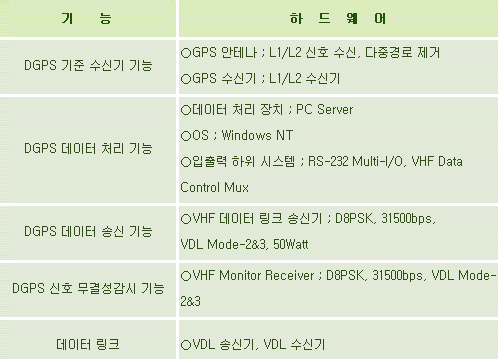 기 능 하 드 웨 어
DGPS 기준 수신기 기능
○GPS 안테나 ; L1/L2 신호 수신, 다중경로 제거
○GPS 수신기 ; L1/L2 수신기
DGPS 데이터 처리 기능
○데이터 처리 장치 ; PC Server
○OS ; Windows NT
○입출력 하위 시스템 ; RS-232 Multi-I/O, VHF Data
Control Mux
DGPS 데이터 송신 기능
○VHF 데이터 링크 송신기 ; D8PSK, 31500bps,
VDL Mode-2&3, 50Watt
DGPS 신호 무결성감시 기능
○VHF Monitor Receiver ; D8PSK, 31500bps, VDL Mode-
2&3
데이터 링크
○VDL 송신기, VDL 수신기